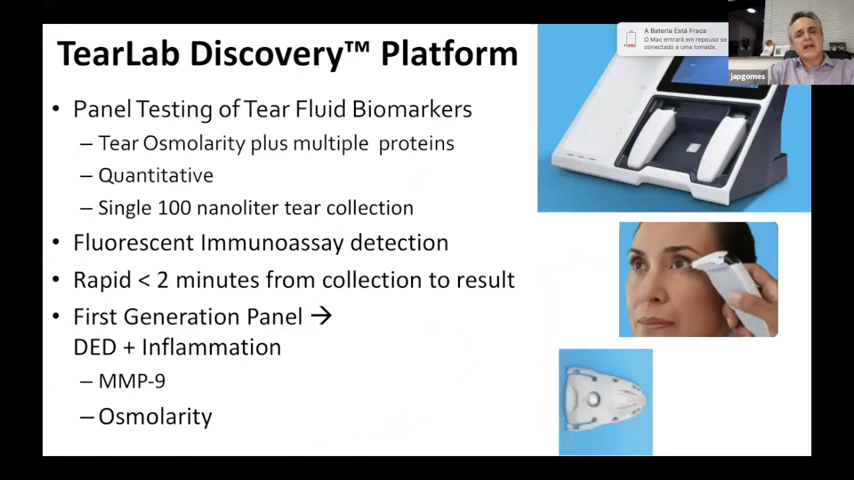 TearLab Discovery™ Platform
• Panel Testing of Tear Fluid Biomarkers
– Tear Osmolarity plus multiple proteins
– Quantitative
– Single 100 nanoliter tear collection
• Fluorescent Immunoassay detection
• Rapid < 2 minutes from collection to result
• First Generation Panel →
DED + Inflammation
– MMP-9
– Osmolarity
A Bateria Está Fraca
O Mac entrará em repouso se
conectado a uma tomada.
japgomes